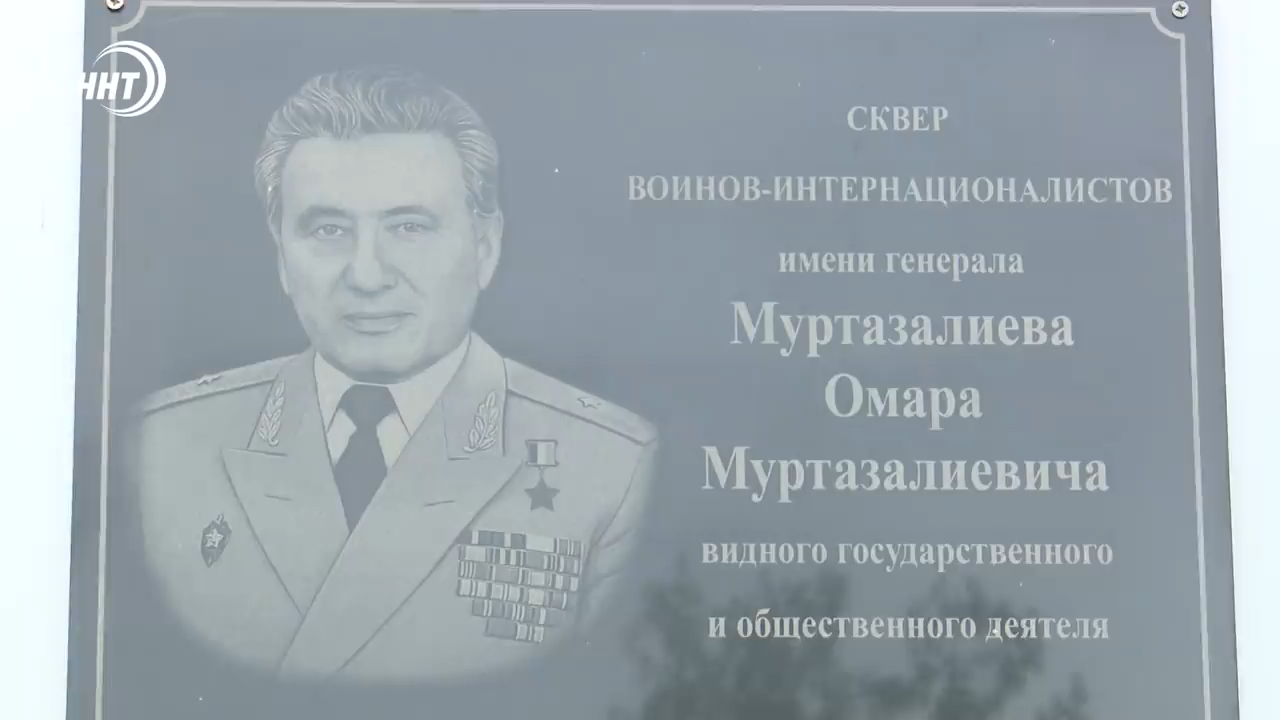 ННТ
СКВЕР
ВОИНОВ-ИНТЕРНАЦИОНАЛИСТОВ
имени генерала
Муртазалиева
Омара
Муртазалиевича
видного государственного
и общественного деятеля